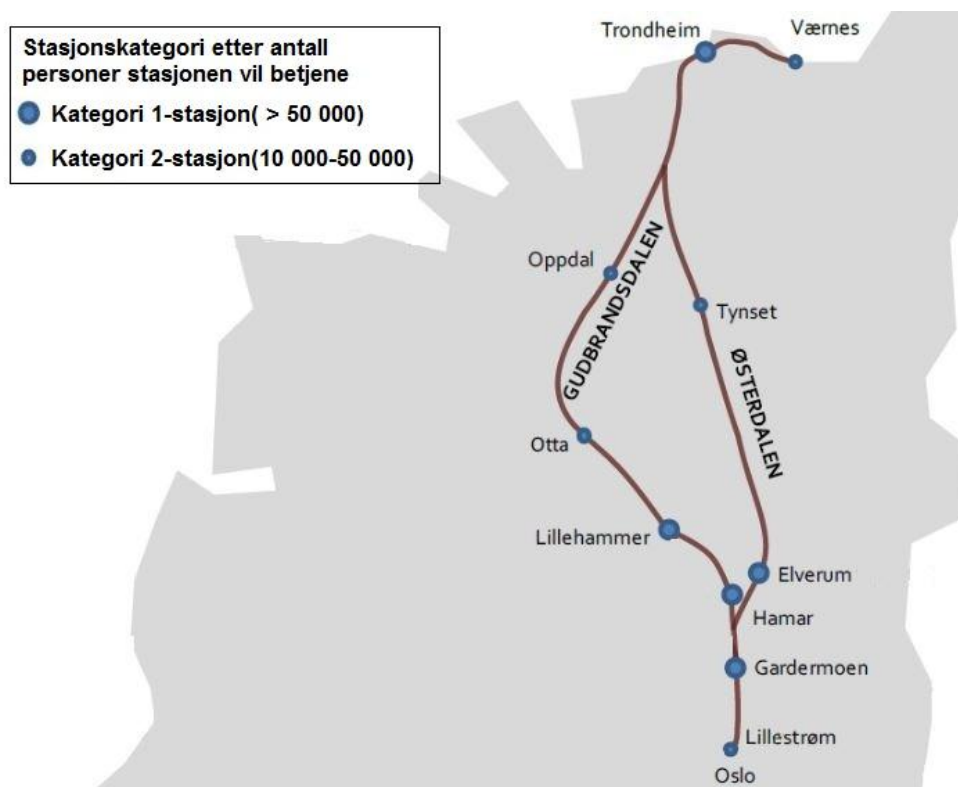 Stasjonskategori etter antall
personer stasjonen vil betjene
Kategori 1-stasjon( > 50 000)
Kategori 2-stasjon(10 000-50 000)
Trondheim
Værnes
Oppdal
GUDBRANDSDALEN
Tynset
ØSTERDALEN
Otta
Lillehammer
Elverum
Hamar
Gardermoen
Lillestrøm
Oslo